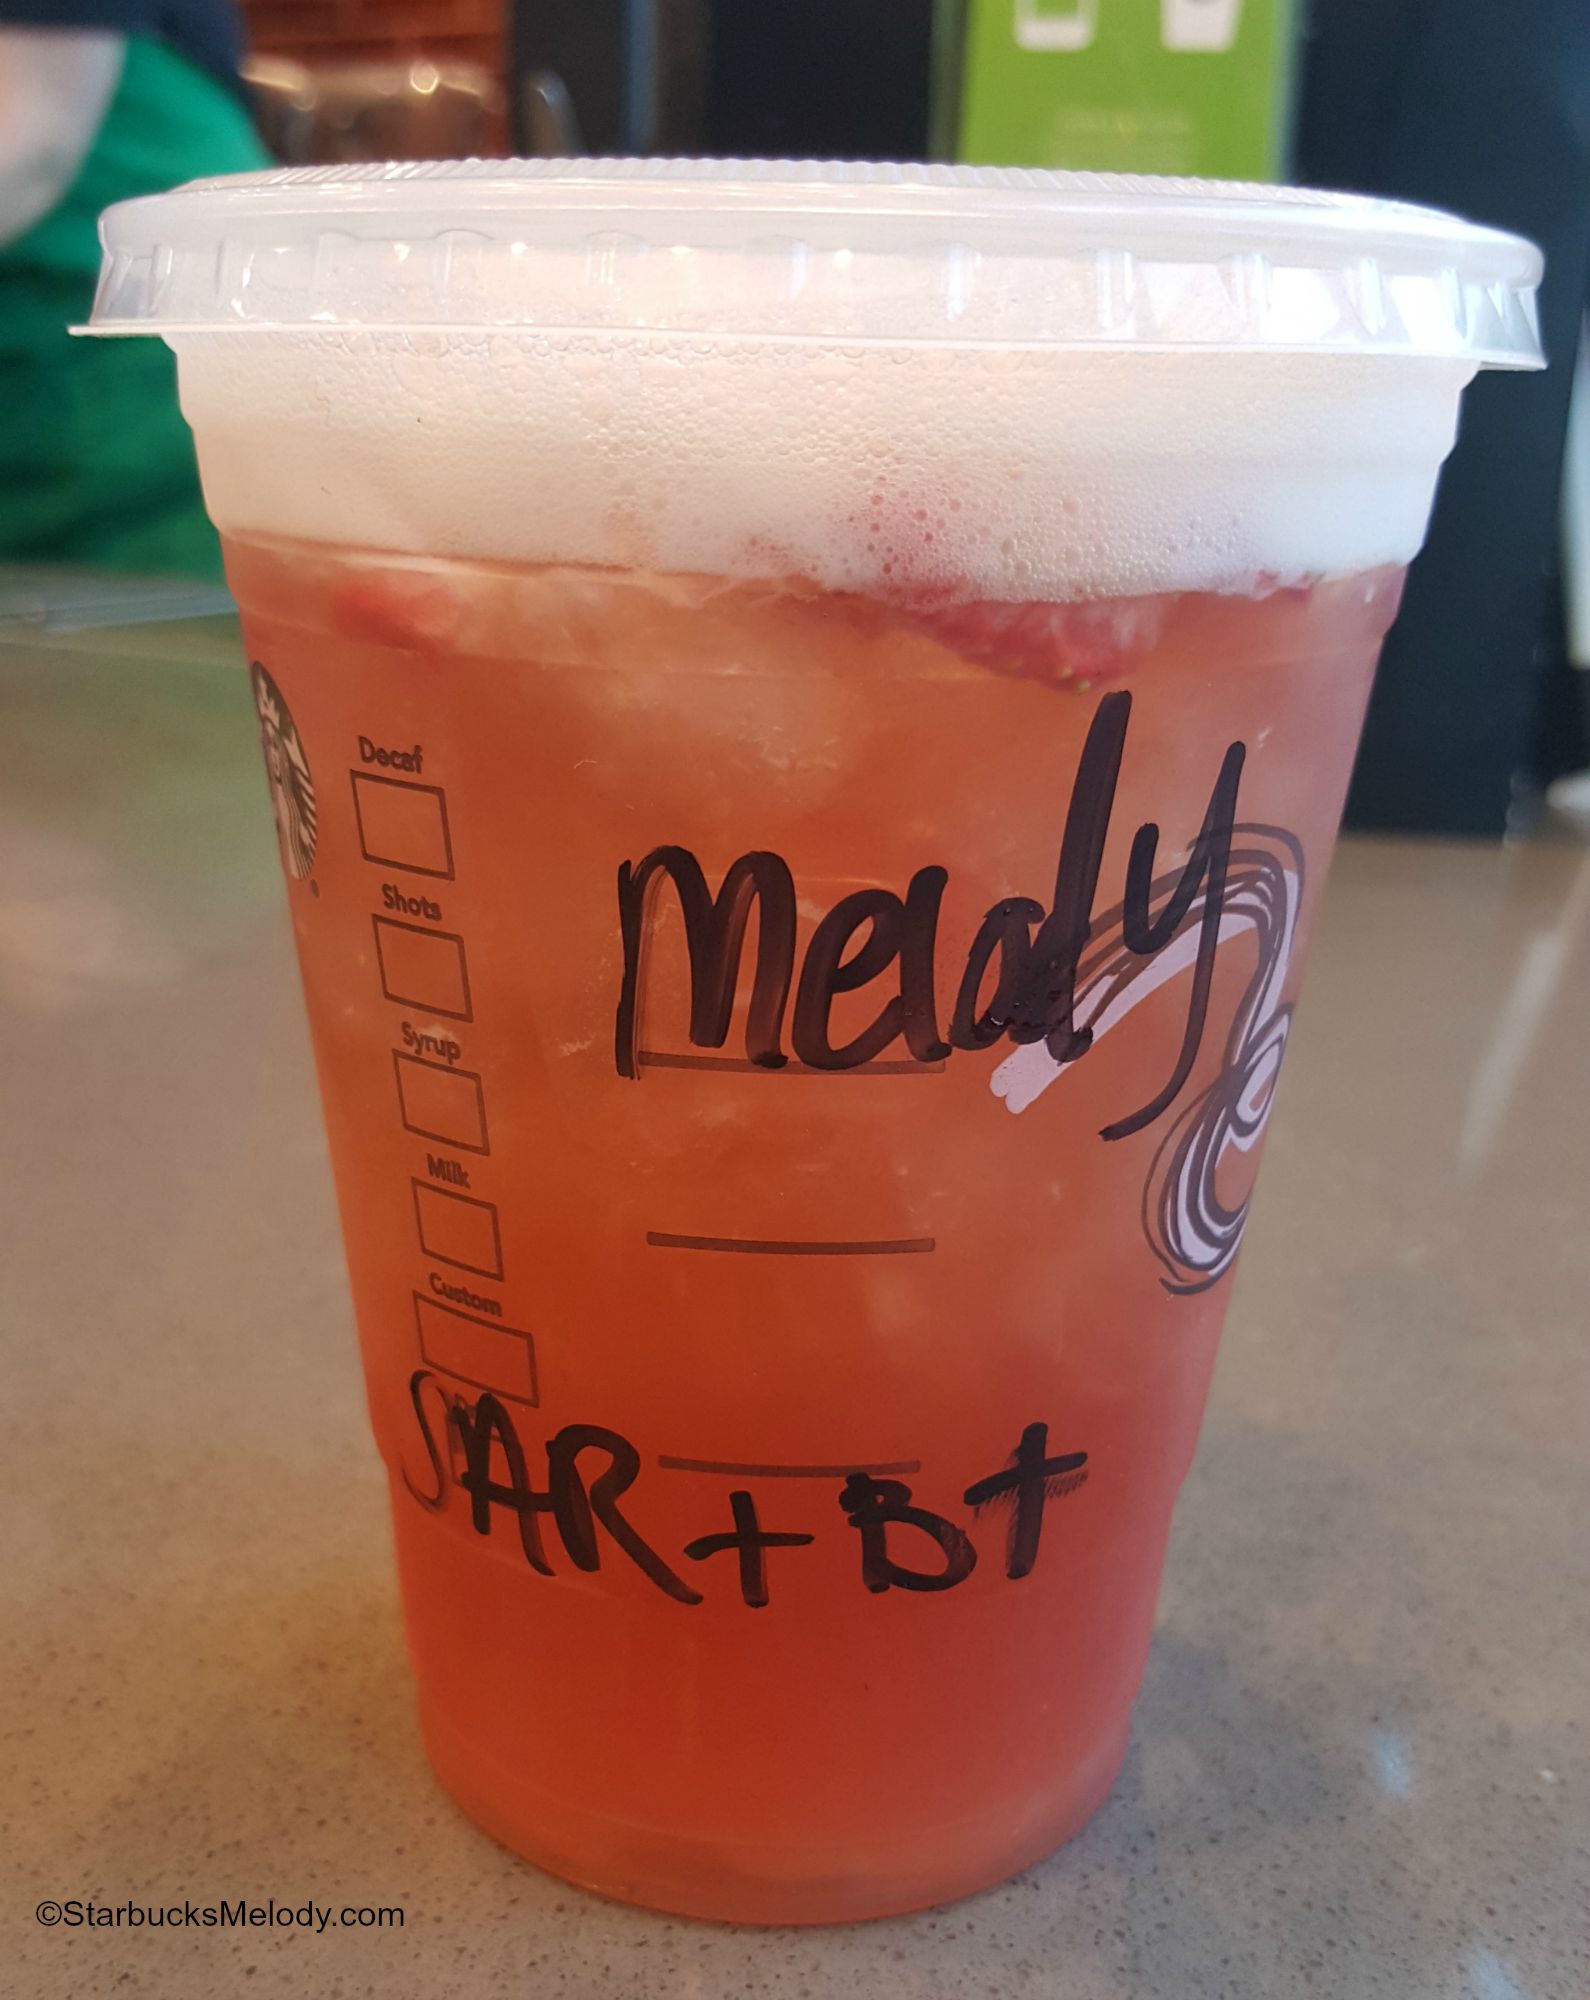 Decaf
Shots
Syrup
Milk
Custom
Melody
SAR + Bt
©StarbucksMelody.com